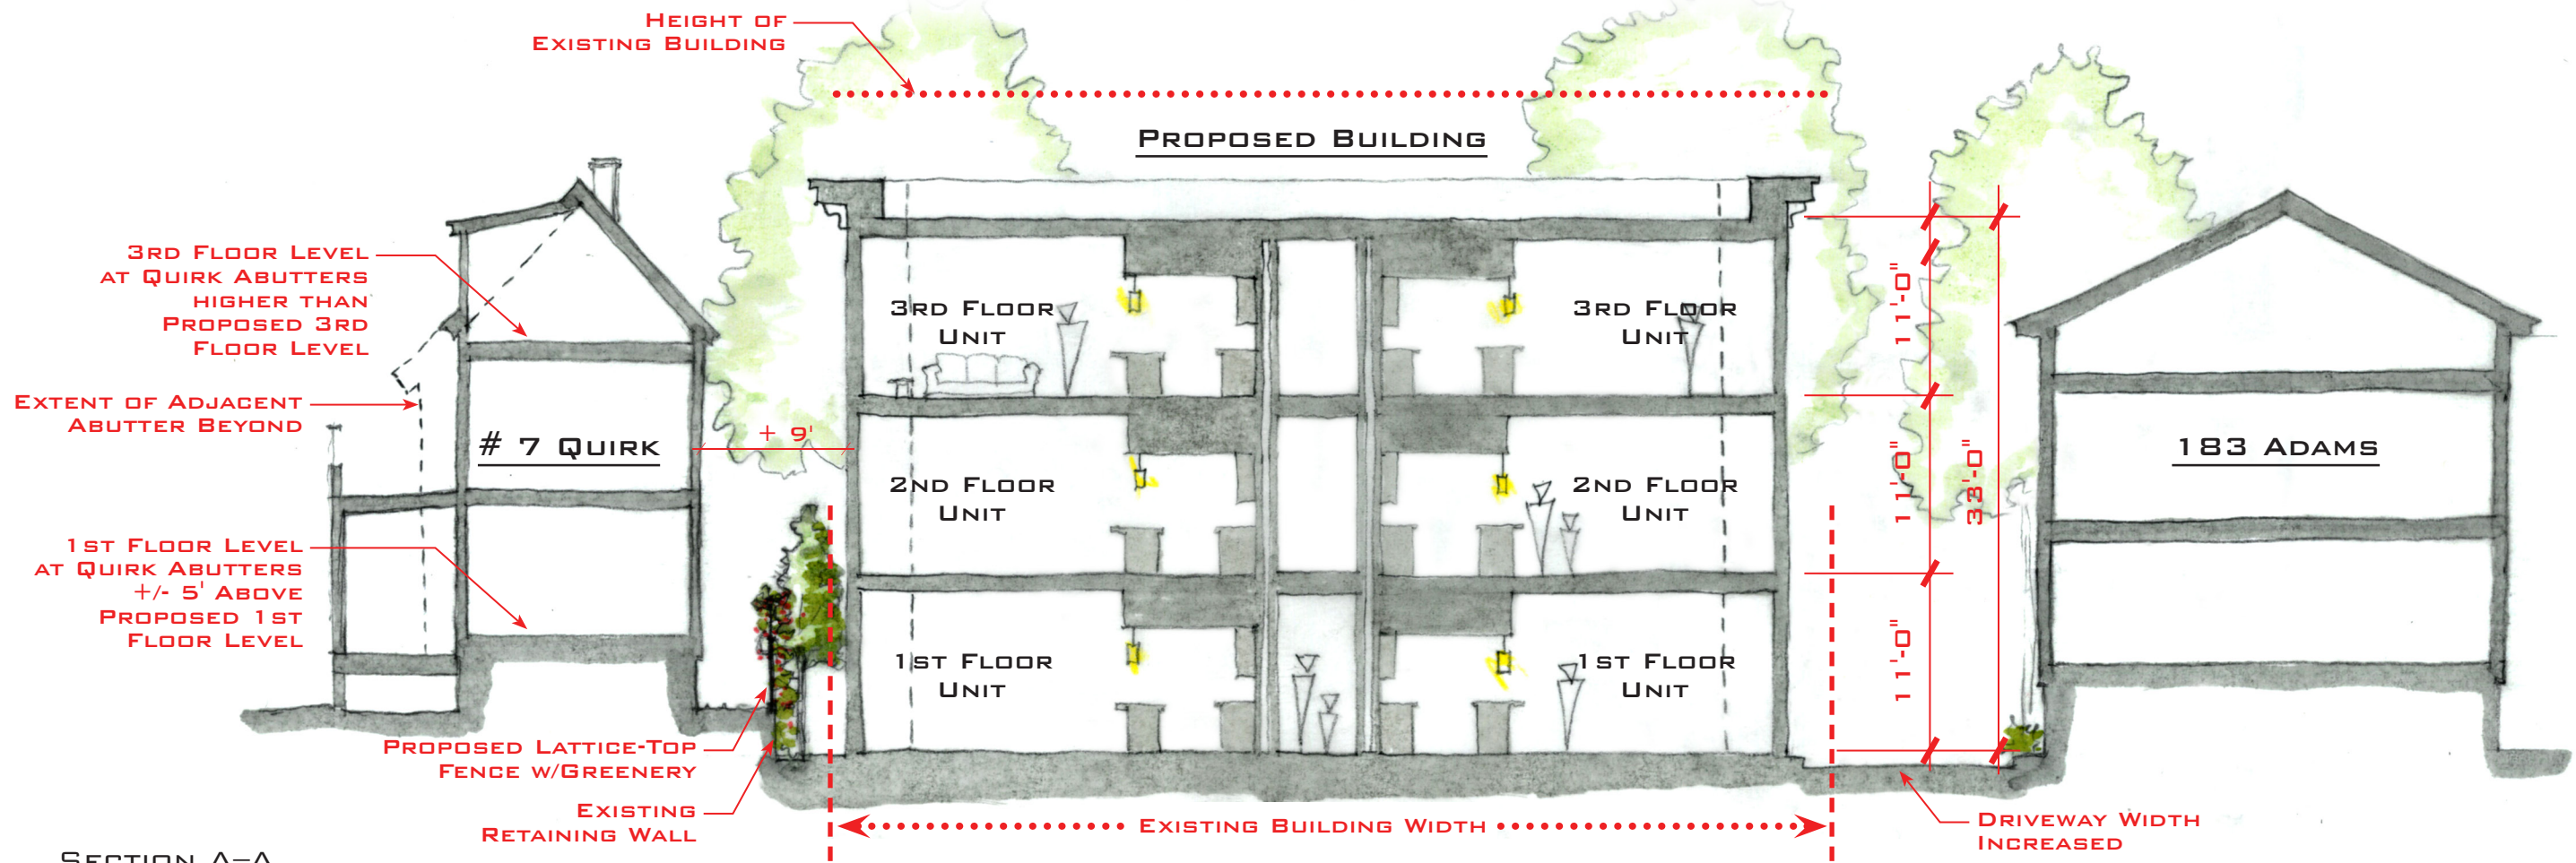 Height of
Existing Building
Proposed Building
3rd Floor Level
at Quirk Abutters
higher than
Proposed 3rd
Floor Level
Extent of Adjacent
Abutter Beyond
# 7 Quirk
+ 9'
1st Floor Level
at Quirk Abutters
+/- 5' Above
Proposed 1st
Floor Level
3rd Floor
Unit
3rd Floor
Unit
2nd Floor
Unit
2nd Floor
Unit
1st Floor
Unit
1st Floor
Unit
11'-0"
11'-0"
33'-0"
11'-0"
183 Adams
Proposed Lattice-Top
Fence w/Greenery
Existing
Retaining Wall
Existing Building Width
Driveway Width
Increased
Section A-A